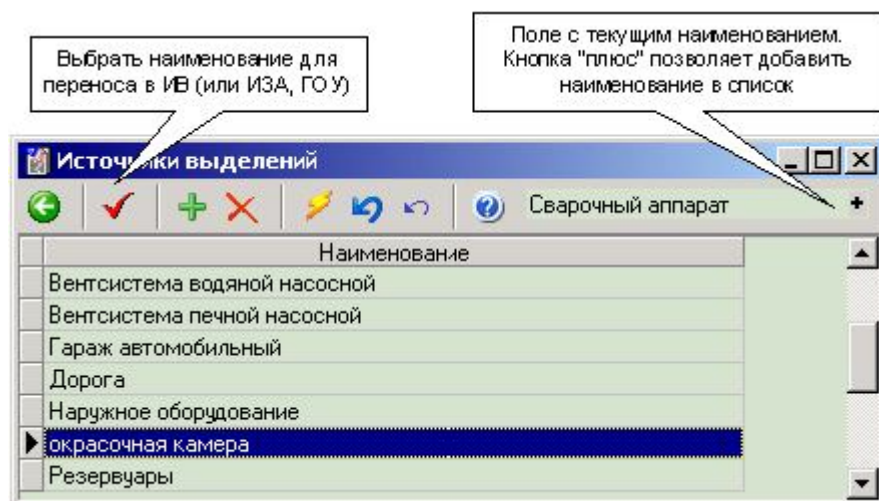 Выбрать наименование для
переноса в ИВ (или ИЗА, ГОУ)
Поле с текущим наименованием.
Кнопка "плюс" позволяет добавить
наименование в список
Источники выделений
Сварочный аппарат
Наименование
Вентсистема водяной насосной
Вентсистема печной насосной
Гараж автомобильный
Дорога
Наружное оборудование
окрасочная камера
Резервуары